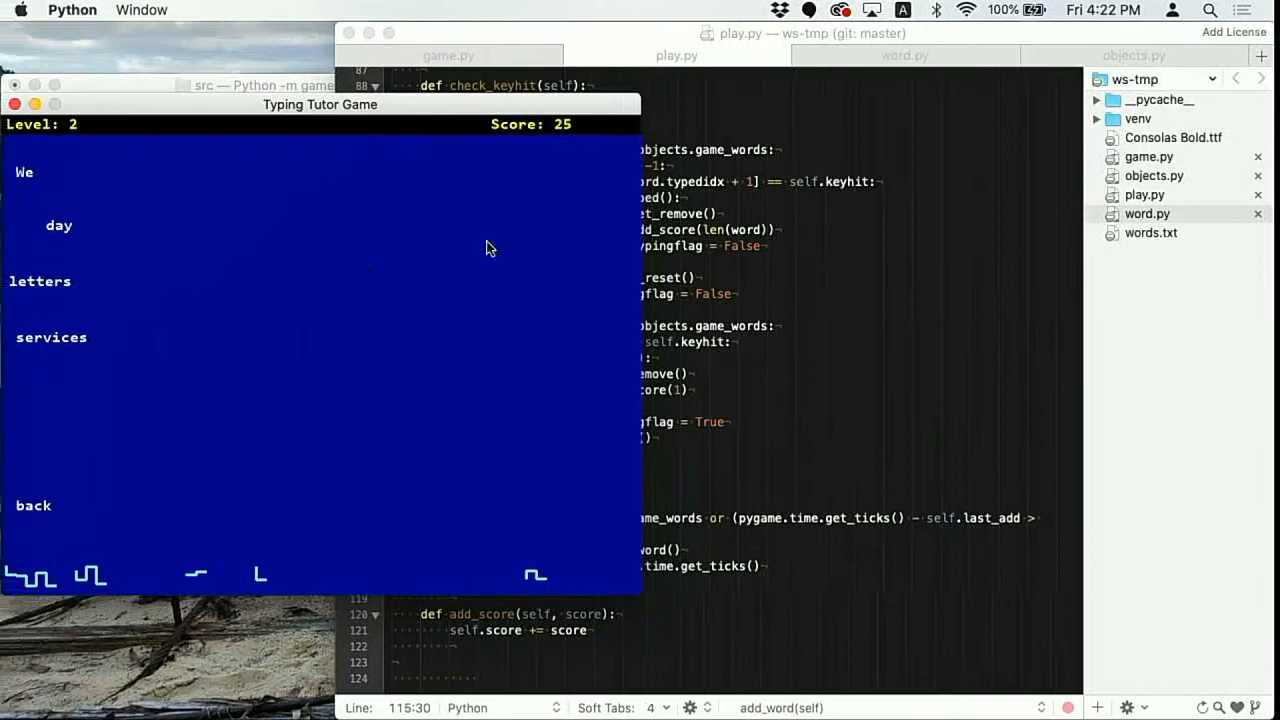 Python Window
100% Fri 4:22 PM
play.py — ws-tmp (git: master)
Add License
game.py play.py word.py objects.py
src — Python -m game
87
88 def check_keyhit(self):
Typing Tutor Game
Level: 2 Score: 25
We
day
letters
services
back
objects.game_words:
-1:
ord.typedidx + 1] == self.keyhit:
ped():
et_remove()
dd_score(len(word))
ypingflag = False
_reset()
gflag = False
objects.game_words:
self.keyhit:
):
emove()
core(1)
gflag = True
()
ame_words or (pygame.time.get_ticks() - self.last_add >
word()
.time.get_ticks()
119
120 def add_score(self, score):
121 self.score += score
122
123
124
Line: 115:30 Python Soft Tabs: 4 add_word(self)
ws-tmp
__pycache__
venv
Consolas Bold.ttf
game.py
objects.py
play.py
word.py
words.txt